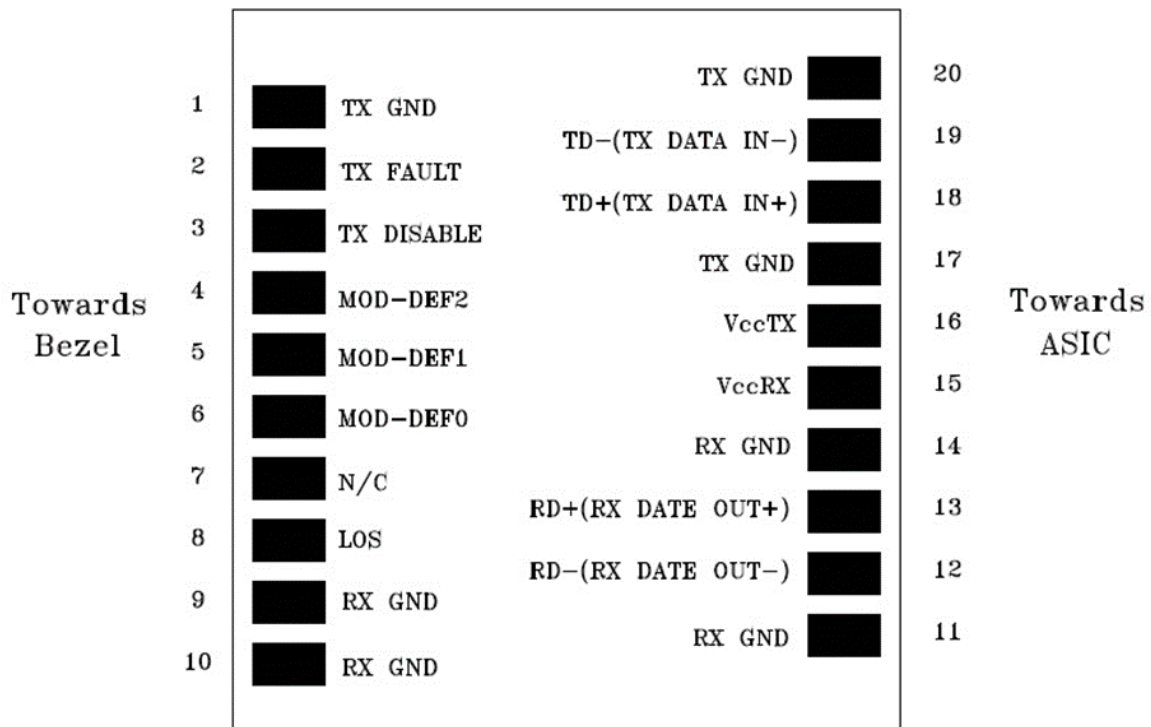 1 TX GND
2 TX FAULT
3 TX DISABLE
4 MOD-DEF2
5 MOD-DEF1
6 MOD-DEF0
7 N/C
8 LOS
9 RX GND
10 RX GND
Towards
Bezel
TX GND 20
TD-(TX DATA IN-) 19
TD+(TX DATA IN+) 18
TX GND 17
VccTX 16
VccRX 15
RX GND 14
RD+(RX DATE OUT+) 13
RD-(RX DATE OUT-) 12
RX GND 11
Towards
ASIC